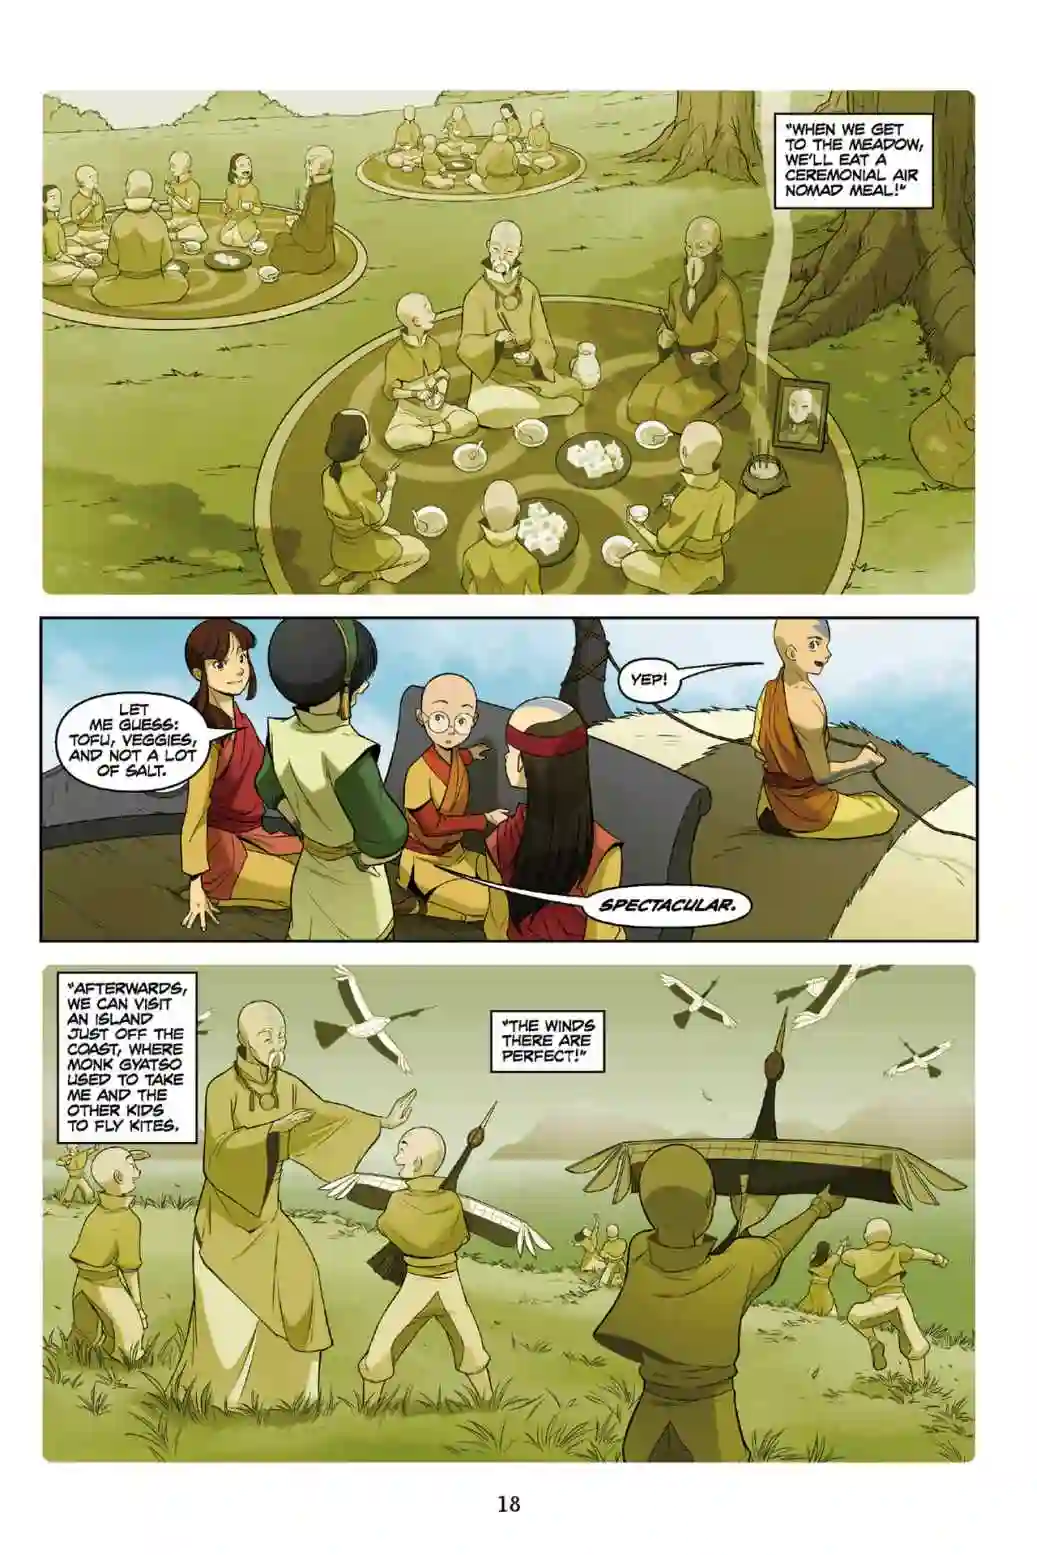 "WHEN WE GET
TO THE MEADOW,
WE'LL EAT A
CEREMONIAL AIR
NOMAD MEAL!"
LET
ME GUESS:
TOFU, VEGGIES,
AND NOT A LOT
OF SALT.
YEP!
SPECTACULAR.
"AFTERWARDS,
WE CAN VISIT
AN ISLAND
JUST OFF THE
COAST, WHERE
MONK GYATSO
USED TO TAKE
ME AND THE
OTHER KIDS
TO FLY KITES.
"THE WINDS
THERE ARE
PERFECT!"
18